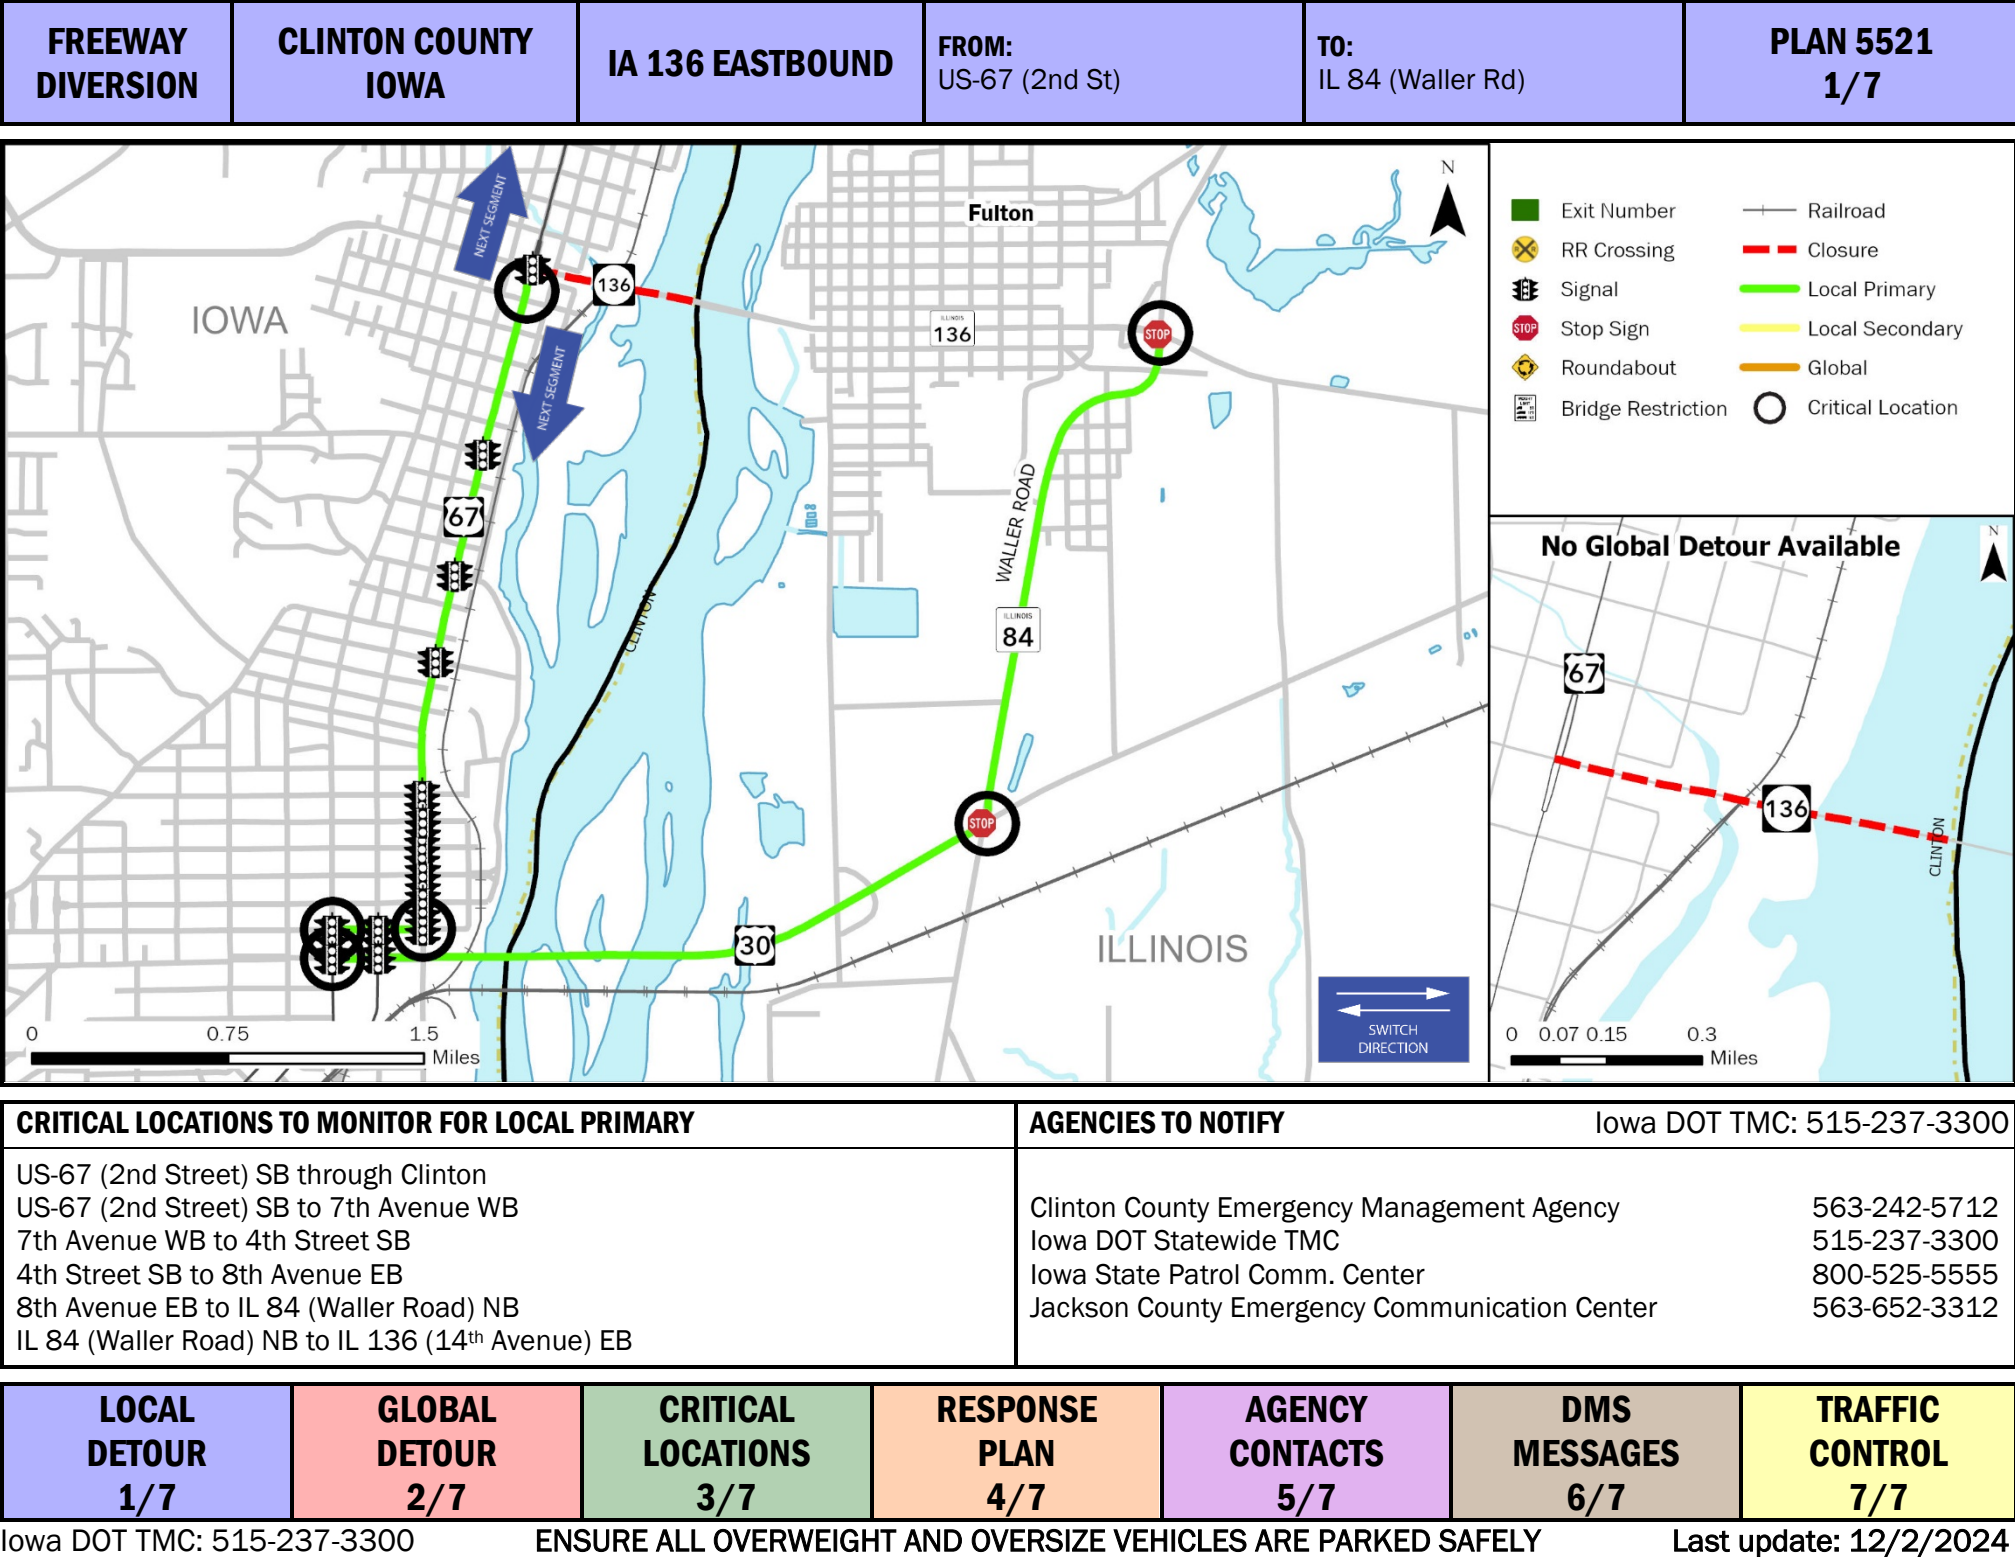 FREEWAY
DIVERSION
CLINTON COUNTY
IOWA
IA 136 EASTBOUND
FROM:
US-67 (2nd St)
TO:
IL 84 (Waller Rd)
PLAN 5521
1/7
NEXT SEGMENT
Fulton
N
136
IOWA
ILLINOIS
136
STOP
NEXT SEGMENT
67
WALLER ROAD
CLINTON
ILLINOIS
84
STOP
30
ILLINOIS
SWITCH
DIRECTION
0 0.75 1.5
Miles
Exit Number
RR Crossing
Signal
STOP Stop Sign
Roundabout
Bridge Restriction
Railroad
Closure
Local Primary
Local Secondary
Global
Critical Location
No Global Detour Available
N
67
136
CLINTON
0 0.07 0.15 0.3
Miles
CRITICAL LOCATIONS TO MONITOR FOR LOCAL PRIMARY
US-67 (2nd Street) SB through Clinton
US-67 (2nd Street) SB to 7th Avenue WB
7th Avenue WB to 4th Street SB
4th Street SB to 8th Avenue EB
8th Avenue EB to IL 84 (Waller Road) NB
IL 84 (Waller Road) NB to IL 136 (14th Avenue) EB
AGENCIES TO NOTIFY Iowa DOT TMC: 515-237-3300
Clinton County Emergency Management Agency 563-242-5712
Iowa DOT Statewide TMC 515-237-3300
Iowa State Patrol Comm. Center 800-525-5555
Jackson County Emergency Communication Center 563-652-3312
LOCAL
DETOUR
1/7
GLOBAL
DETOUR
2/7
CRITICAL
LOCATIONS
3/7
RESPONSE
PLAN
4/7
AGENCY
CONTACTS
5/7
DMS
MESSAGES
6/7
TRAFFIC
CONTROL
7/7
Iowa DOT TMC: 515-237-3300 ENSURE ALL OVERWEIGHT AND OVERSIZE VEHICLES ARE PARKED SAFELY Last update: 12/2/2024